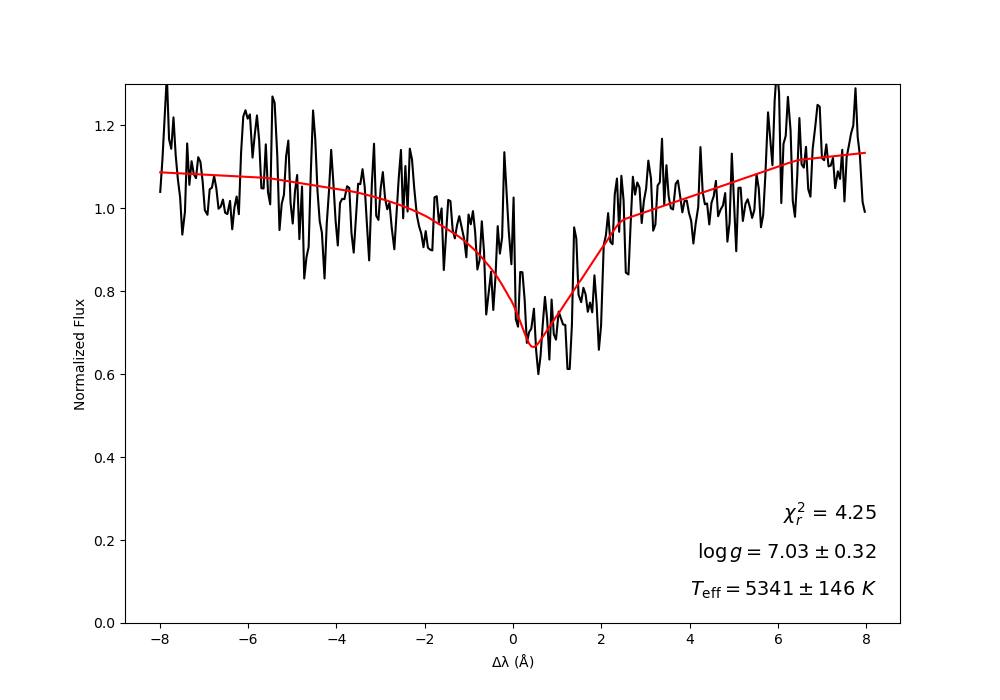 1.2
1.0
0.8
0.6
0.4
0.2
0.0
Normalized Flux
χ²ᵣ = 4.25
log g = 7.03 ± 0.32
T_eff = 5341 ± 146 K
−8 −6 −4 −2 0 2 4 6 8
Δλ (Å)